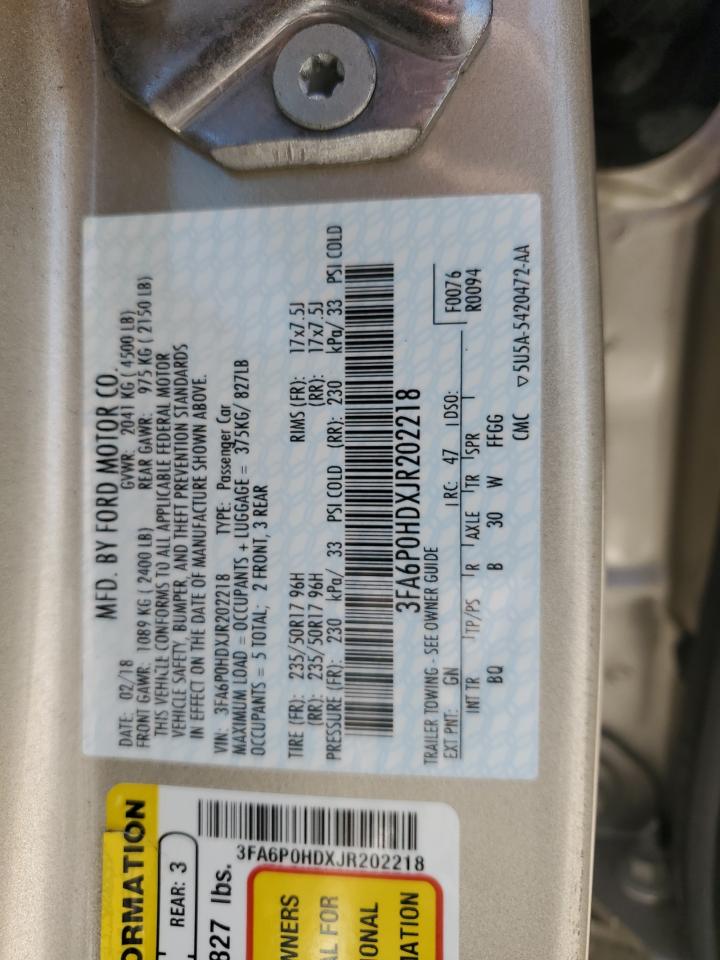 MFD. BY FORD MOTOR CO.
DATE: 02/18 GVWR: 2041 KG ( 4500 LB)
FRONT GAWR: 1089 KG ( 2400 LB) REAR GAWR: 975 KG ( 2150 LB)
THIS VEHICLE CONFORMS TO ALL APPLICABLE FEDERAL MOTOR
VEHICLE SAFETY, BUMPER, AND THEFT PREVENTION STANDARDS
IN EFFECT ON THE DATE OF MANUFACTURE SHOWN ABOVE.
VIN: 3FA6P0HDXJR202218 TYPE: Passenger Car
MAXIMUM LOAD = OCCUPANTS + LUGGAGE = 375KG/ 827LB
OCCUPANTS = 5 TOTAL; 2 FRONT, 3 REAR
TIRE (FR): 235/50R17 96H RIMS (FR): 17x7.5J
(RR): 235/50R17 96H (RR): 17x7.5J
PRESSURE (FR): 230 kPa/ 33 PSI COLD (RR): 230 kPa/ 33 PSI COLD
3FA6P0HDXJR202218
TRAILER TOWING - SEE OWNER GUIDE
EXT PNT: GN RC: 47 DSO: F0076
INT TR TP/PS R AXLE TR SPR R0094
BQ B 30 W FFGG
CMC ▽5U5A-5420472-AA
ORMATION
REAR: 3
827 lbs.
3FA6P0HDXJR202218
WNERS
AL FOR
IONAL
MATION